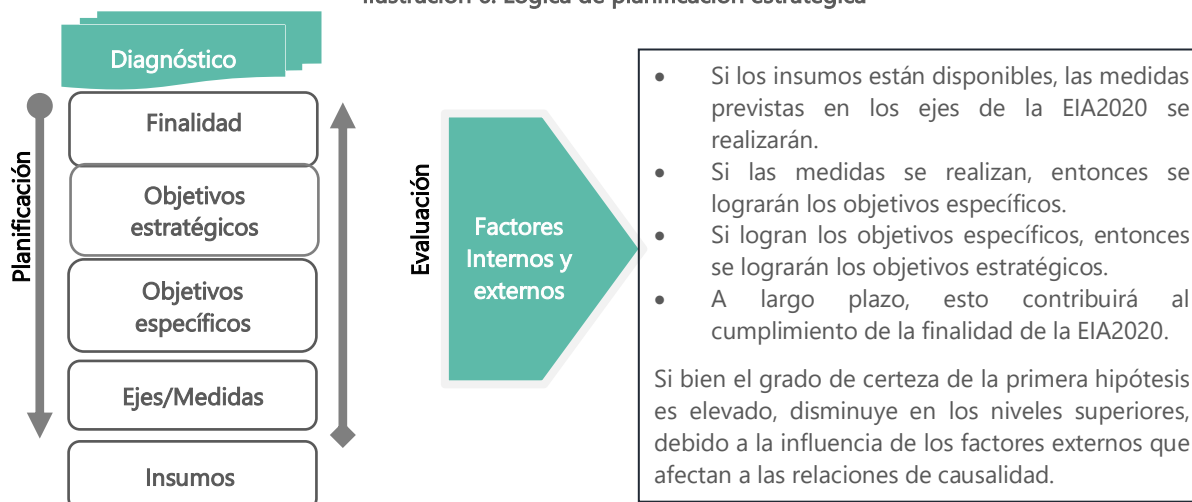 Ilustración 6. Lógica de planificación estratégica
Diagnóstico
Planificación
Finalidad
Objetivos
estratégicos
Objetivos
específicos
Ejes/Medidas
Insumos
Evaluación
Factores
Internos y
externos
• Si los insumos están disponibles, las medidas
previstas en los ejes de la EIA2020 se
realizarán.
• Si las medidas se realizan, entonces se
lograrán los objetivos específicos.
• Si logran los objetivos específicos, entonces
se lograrán los objetivos estratégicos.
• A largo plazo, esto contribuirá al
cumplimiento de la finalidad de la EIA2020.
Si bien el grado de certeza de la primera hipótesis
es elevado, disminuye en los niveles superiores,
debido a la influencia de los factores externos que
afectan a las relaciones de causalidad.